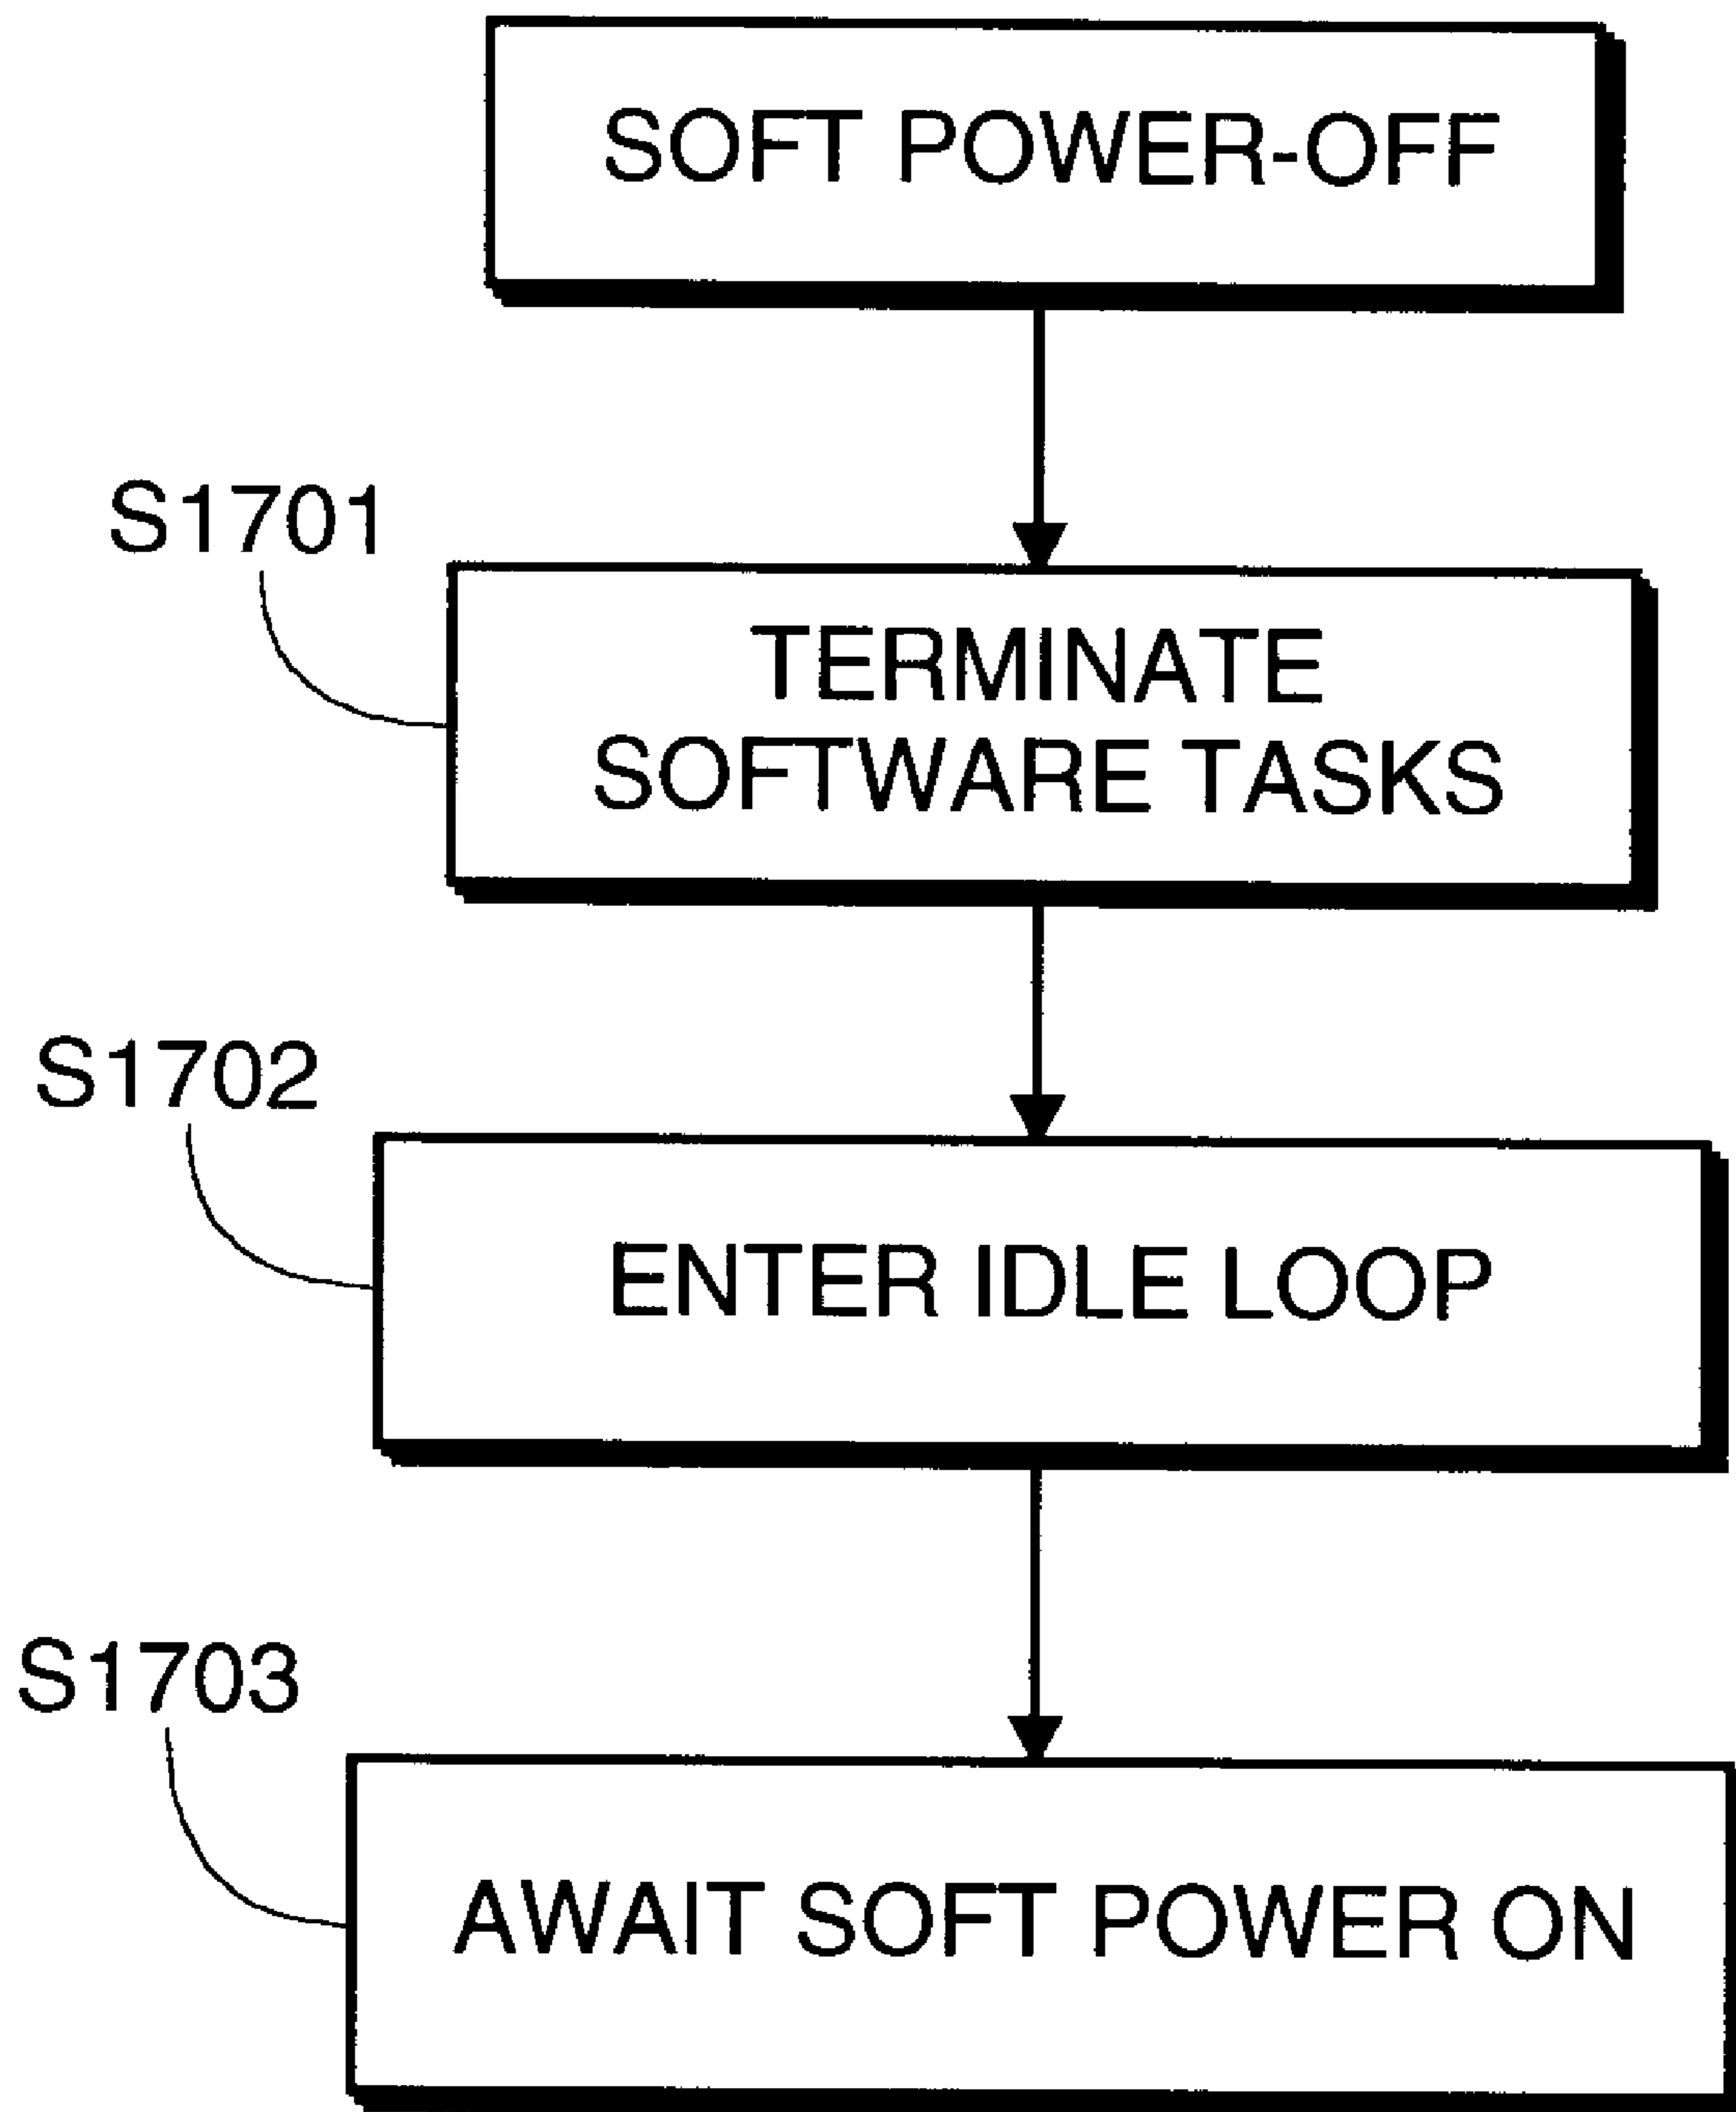 SOFT POWER-OFF
S1701
TERMINATE
SOFTWARE TASKS
S1702
ENTER IDLE LOOP
S1703
AWAIT SOFT POWER ON